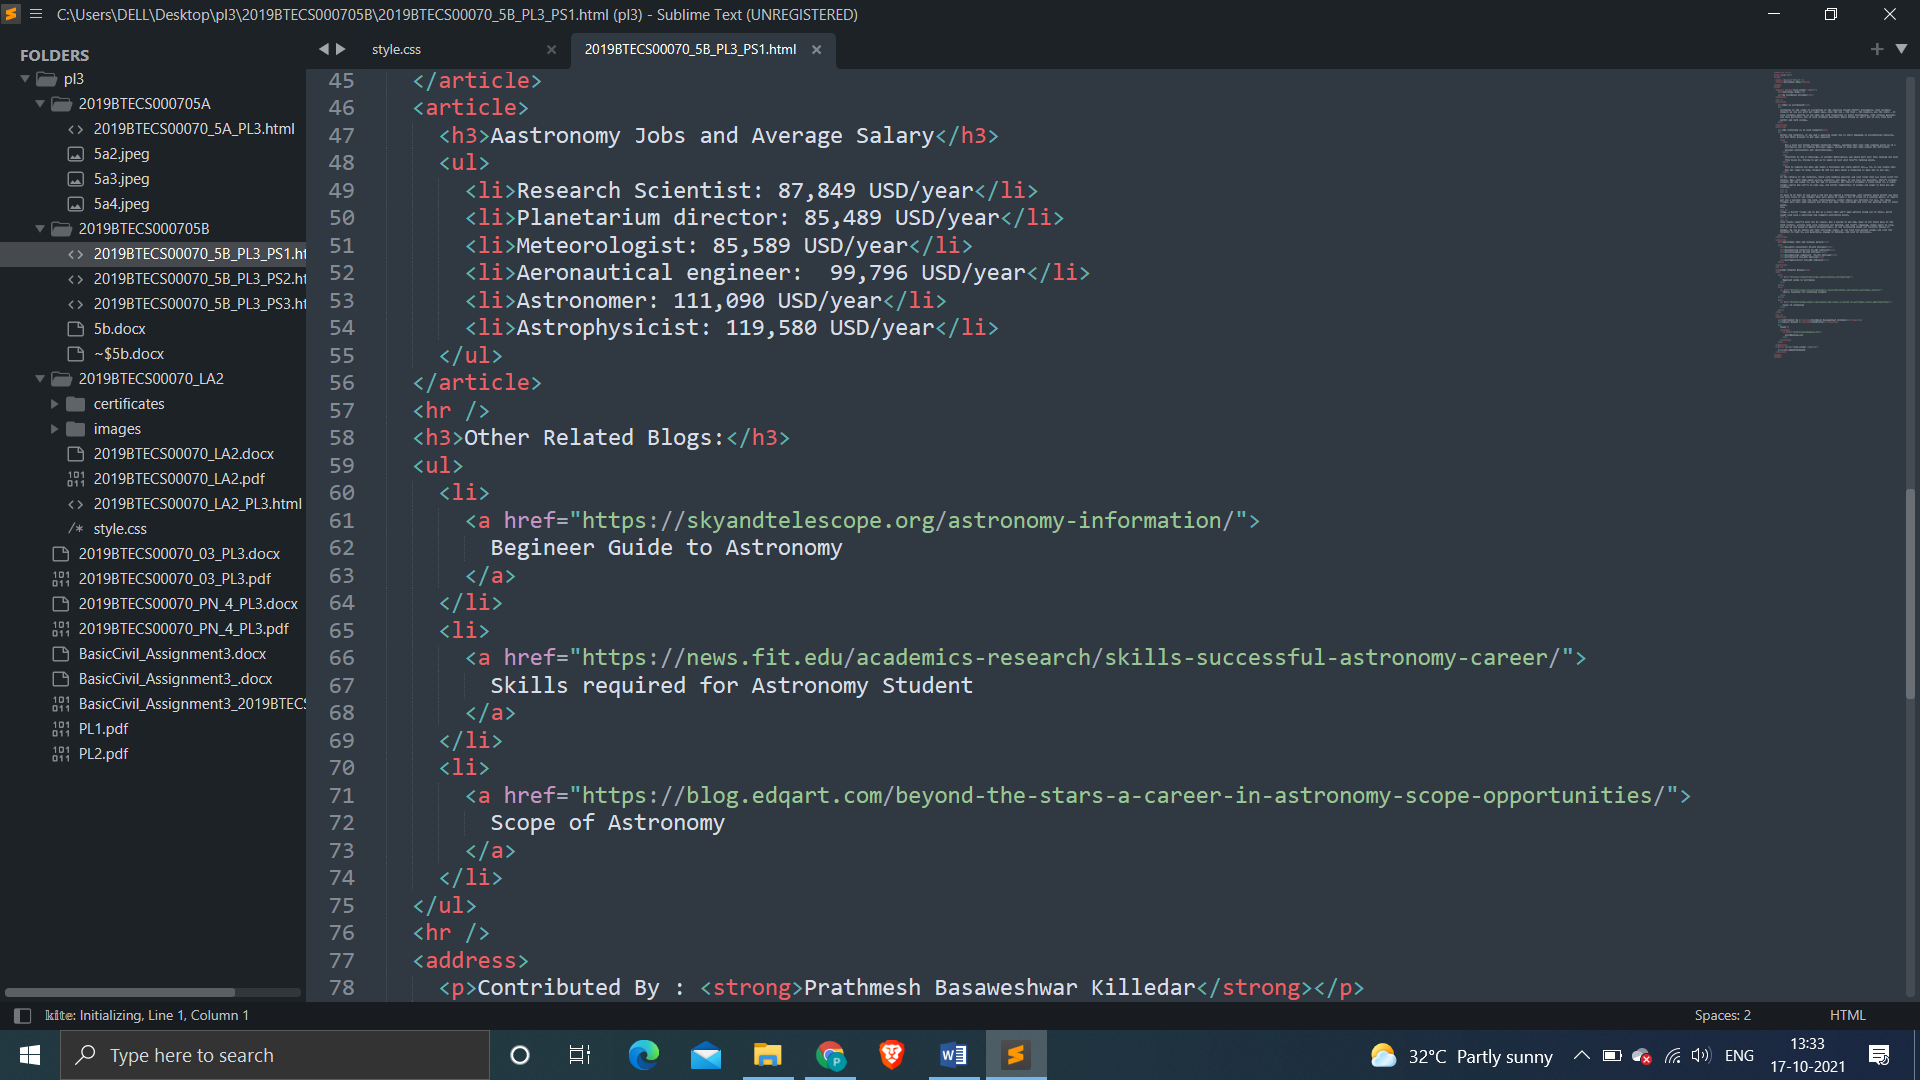 C:\Users\DELL\Desktop\pl3\2019BTECS000705B\2019BTECS00070_5B_PL3_PS1.html (pl3) - Sublime Text (UNREGISTERED)
FOLDERS
pl3
2019BTECS000705A
2019BTECS00070_5A_PL3.html
5a2.jpeg
5a3.jpeg
5a4.jpeg
2019BTECS000705B
2019BTECS00070_5B_PL3_PS1.ht
2019BTECS00070_5B_PL3_PS2.ht
2019BTECS00070_5B_PL3_PS3.ht
5b.docx
~$5b.docx
2019BTECS00070_LA2
certificates
images
2019BTECS00070_LA2.docx
2019BTECS00070_LA2.pdf
2019BTECS00070_LA2_PL3.html
style.css
2019BTECS00070_03_PL3.docx
2019BTECS00070_03_PL3.pdf
2019BTECS00070_PN_4_PL3.docx
2019BTECS00070_PN_4_PL3.pdf
BasicCivil_Assignment3.docx
BasicCivil_Assignment3_.docx
BasicCivil_Assignment3_2019BTECS
PL1.pdf
PL2.pdf
style.css
2019BTECS00070_5B_PL3_PS1.html
45 </article>
46 <article>
47 <h3>Aastronomy Jobs and Average Salary</h3>
48 <ul>
49 <li>Research Scientist: 87,849 USD/year</li>
50 <li>Planetarium director: 85,489 USD/year</li>
51 <li>Meteorologist: 85,589 USD/year</li>
52 <li>Aeronautical engineer:  99,796 USD/year</li>
53 <li>Astronomer: 111,090 USD/year</li>
54 <li>Astrophysicist: 119,580 USD/year</li>
55 </ul>
56 </article>
57 <hr />
58 <h3>Other Related Blogs:</h3>
59 <ul>
60 <li>
61 <a href="https://skyandtelescope.org/astronomy-information/">
62 Begineer Guide to Astronomy
63 </a>
64 </li>
65 <li>
66 <a href="https://news.fit.edu/academics-research/skills-successful-astronomy-career/">
67 Skills required for Astronomy Student
68 </a>
69 </li>
70 <li>
71 <a href="https://blog.edqart.com/beyond-the-stars-a-career-in-astronomy-scope-opportunities/">
72 Scope of Astronomy
73 </a>
74 </li>
75 </ul>
76 <hr />
77 <address>
78 <p>Contributed By : <strong>Prathmesh Basaweshwar Killedar</strong></p>
kite: Initializing, Line 1, Column 1
Spaces: 2
HTML
Type here to search
32°C Partly sunny
ENG
13:33
17-10-2021